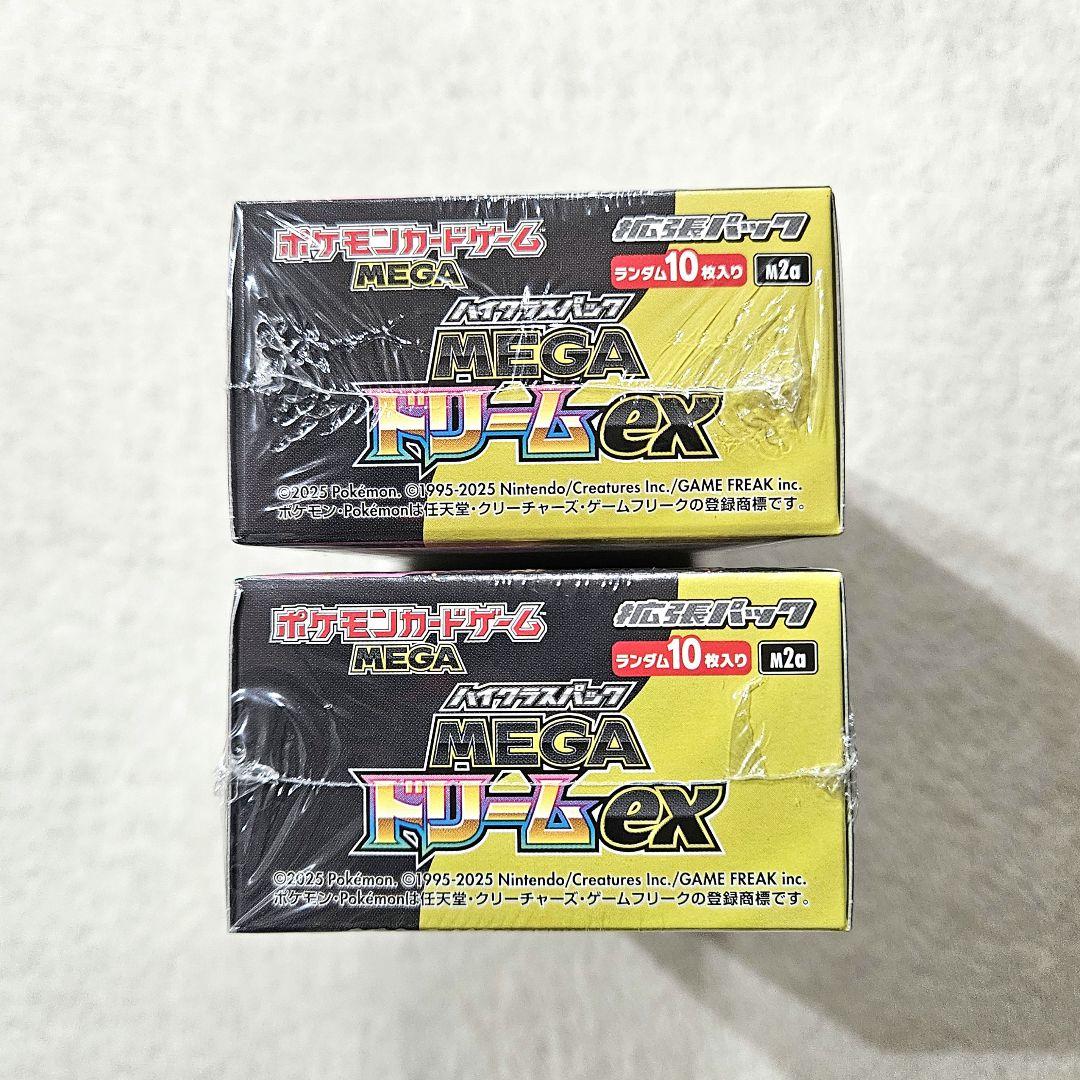 ポケモンカードゲーム
MEGA
拡張パック
ランダム10枚入り M2a
ハイクラスパック
MEGA
ドリームex
©2025 Pokémon. ©1995-2025 Nintendo/Creatures Inc./GAME FREAK inc.
ポケモン・Pokémonは任天堂・クリーチャーズ・ゲームフリークの登録商標です。
ポケモンカードゲーム
MEGA
拡張パック
ランダム10枚入り M2a
ハイクラスパック
MEGA
ドリームex
©2025 Pokémon. ©1995-2025 Nintendo/Creatures Inc./GAME FREAK inc.
ポケモン・Pokémonは任天堂・クリーチャーズ・ゲームフリークの登録商標です。